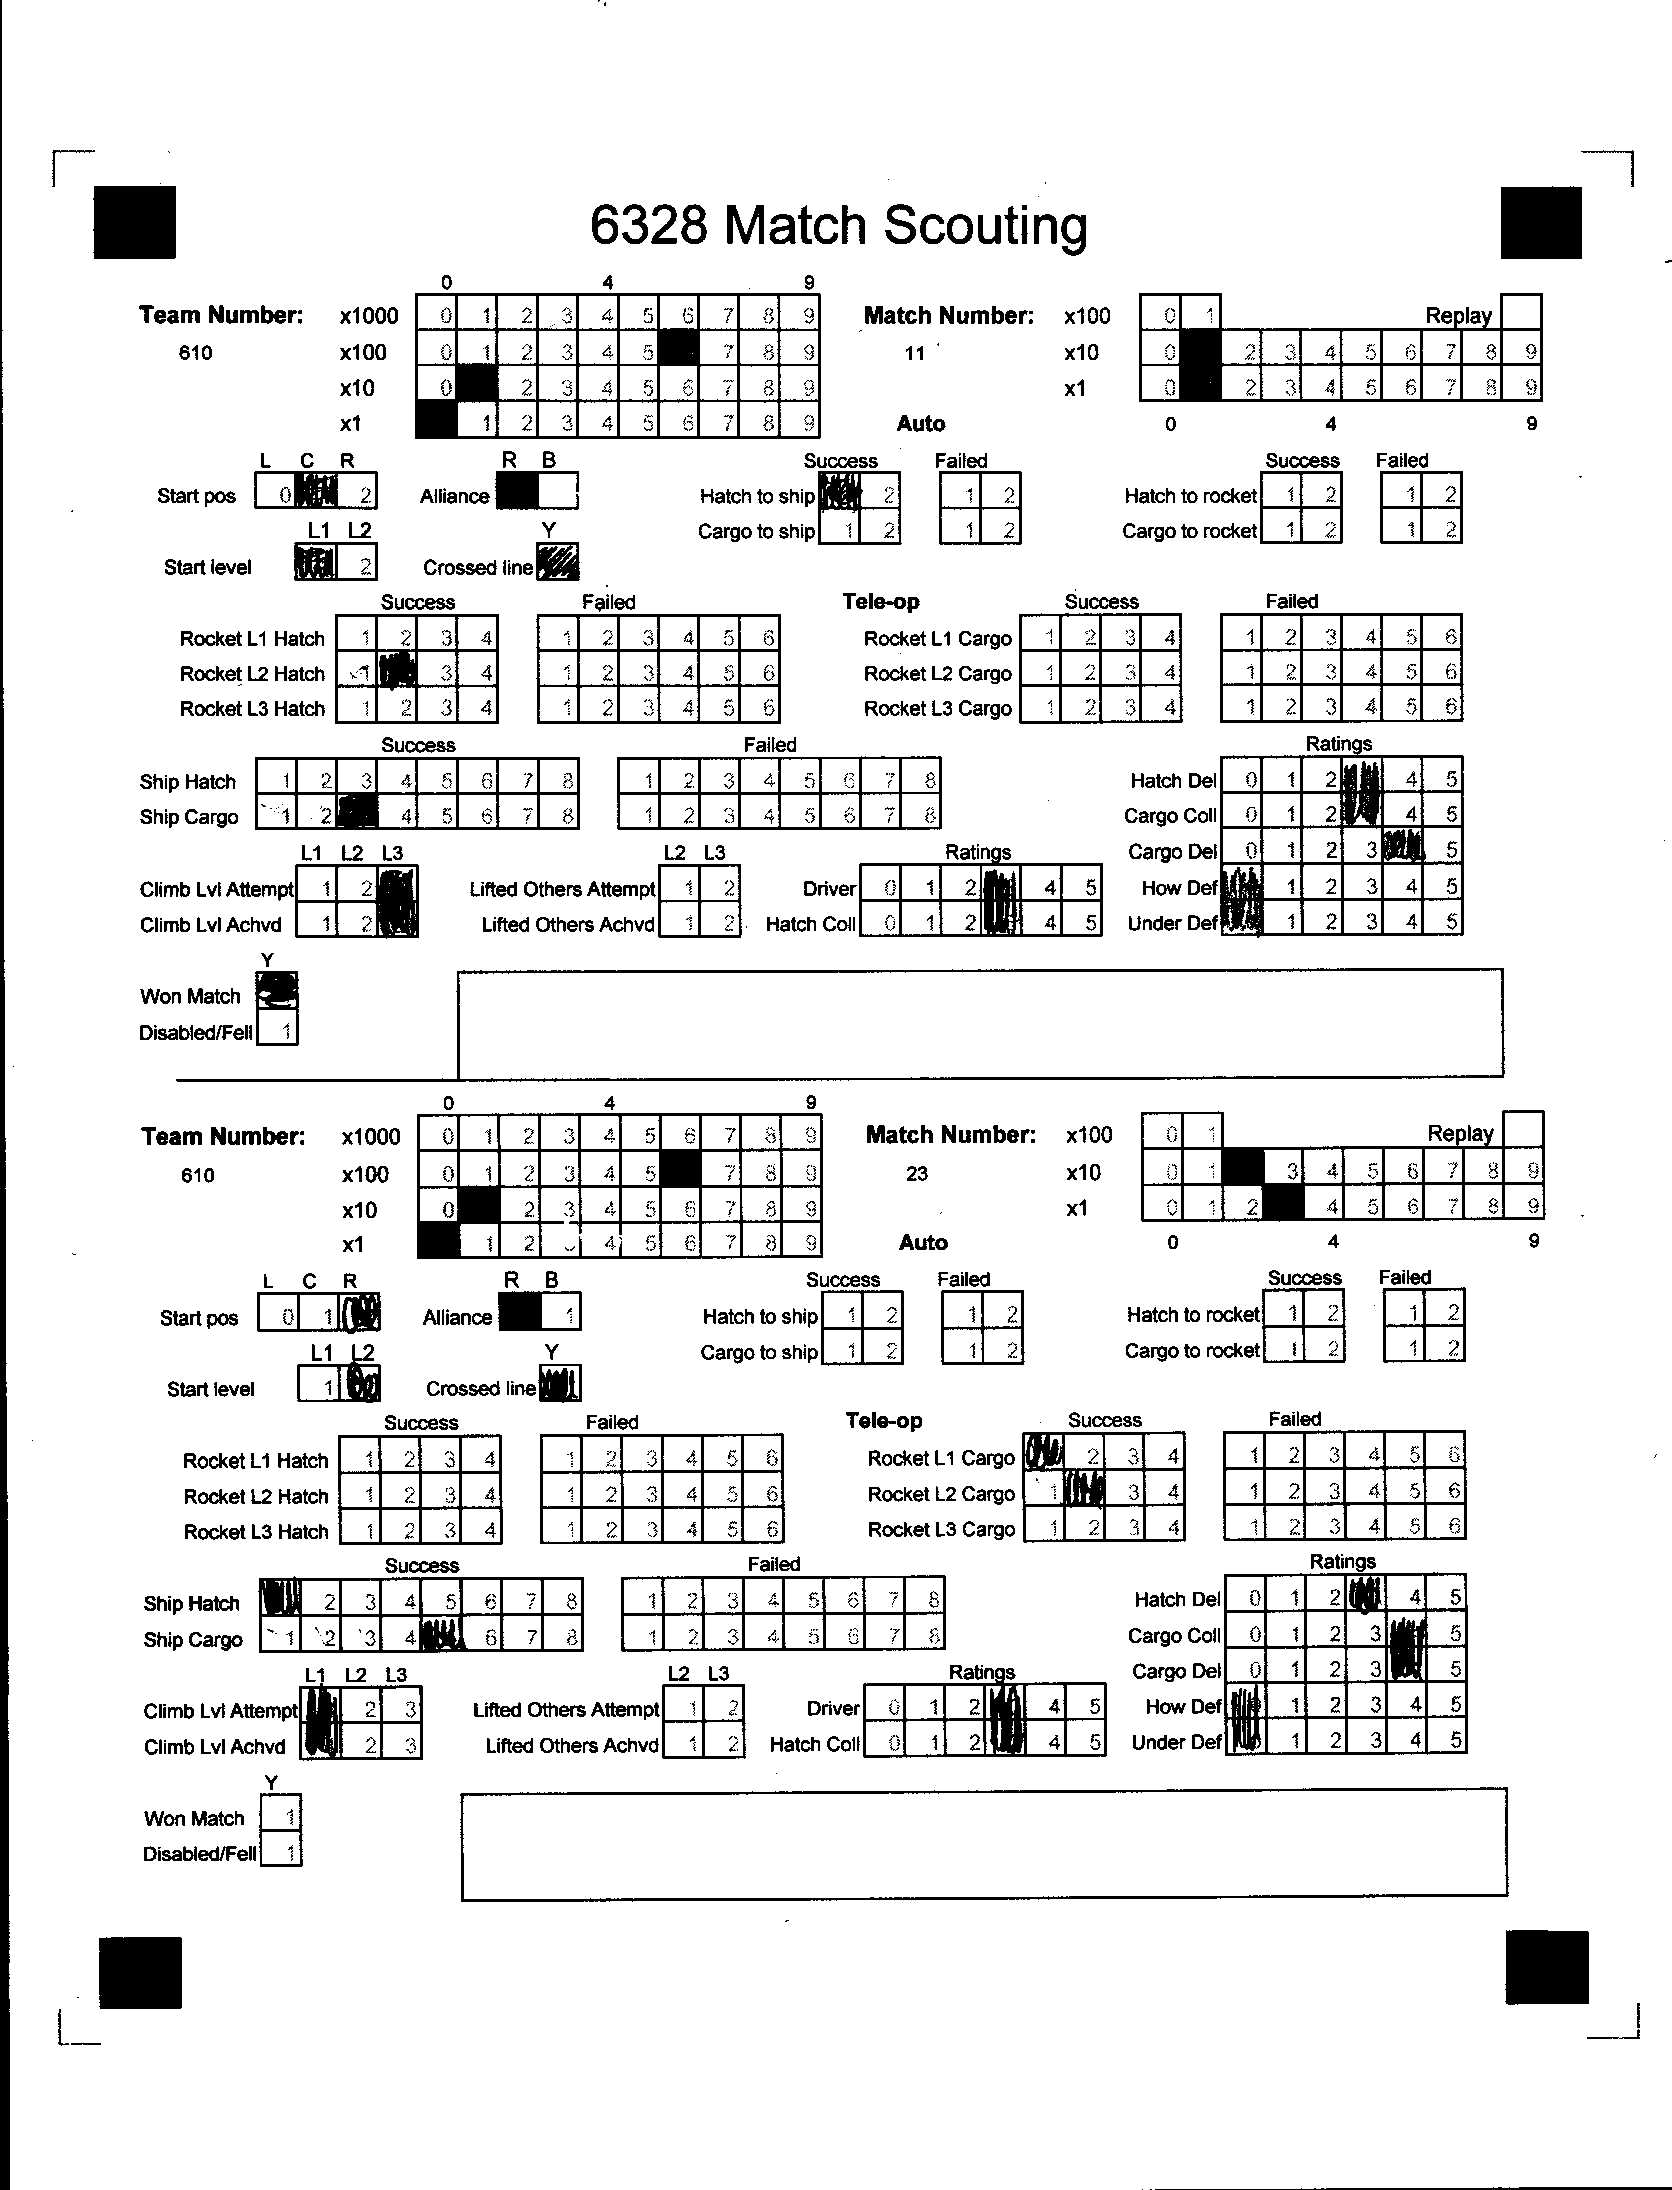 6328 Match Scouting
0 4 9
Team Number: x1000 0 1 2 3 4 5 6 7 8 9 Match Number: x100 0 1 Replay
610 x100 0 1 2 3 4 5 7 8 9 11 x10 0 2 3 4 5 6 7 8 9
x10 0 2 3 4 5 6 7 8 9 x1 0 2 3 4 5 6 7 8 9
x1 1 2 3 4 5 6 7 8 9 Auto 0 4 9
L C R R B Success Failed Success Failed
Start pos 0 2 Alliance Hatch to ship 2 1 2 Hatch to rocket 1 2 1 2
L1 L2 Y Cargo to ship 1 2 1 2 Cargo to rocket 1 2 1 2
Start level 2 Crossed line
Success Failed Tele-op Success Failed
Rocket L1 Hatch 1 2 3 4 1 2 3 4 5 6 Rocket L1 Cargo 1 2 3 4 1 2 3 4 5 6
Rocket L2 Hatch 1 3 4 1 2 3 4 5 6 Rocket L2 Cargo 1 2 3 4 1 2 3 4 5 6
Rocket L3 Hatch 1 2 3 4 1 2 3 4 5 6 Rocket L3 Cargo 1 2 3 4 1 2 3 4 5 6
Success Failed Ratings
Ship Hatch 1 2 3 4 5 6 7 8 1 2 3 4 5 6 7 8 Hatch Del 0 1 2 4 5
Ship Cargo 1 2 4 5 6 7 8 1 2 3 4 5 6 7 8 Cargo Coll 0 1 2 4 5
L1 L2 L3 L2 L3 Ratings Cargo Del 0 1 2 3 5
Climb Lvl Attempt 1 2 Lifted Others Attempt 1 2 Driver 0 1 2 4 5 How Def 1 2 3 4 5
Climb Lvl Achvd 1 2 Lifted Others Achvd 1 2 Hatch Coll 0 1 2 4 5 Under Def 1 2 3 4 5
Y
Won Match
Disabled/Fell 1
0 4 9
Team Number: x1000 0 1 2 3 4 5 6 7 8 9 Match Number: x100 0 1 Replay
610 x100 0 1 2 3 4 5 7 8 9 23 x10 0 1 3 4 5 6 7 8 9
x10 0 2 3 4 5 6 7 8 9 x1 0 1 2 4 5 6 7 8 9
x1 1 2 4 5 6 7 8 9 Auto 0 4 9
L C R R B Success Failed Success Failed
Start pos 0 1 Alliance 1 Hatch to ship 1 2 1 2 Hatch to rocket 1 2 1 2
L1 L2 Y Cargo to ship 1 2 1 2 Cargo to rocket 1 2 1 2
Start level 1 Crossed line
Success Failed Tele-op Success Failed
Rocket L1 Hatch 1 2 3 4 1 2 3 4 5 6 Rocket L1 Cargo 2 3 4 1 2 3 4 5 6
Rocket L2 Hatch 1 2 3 4 1 2 3 4 5 6 Rocket L2 Cargo 1 3 4 1 2 3 4 5 6
Rocket L3 Hatch 1 2 3 4 1 2 3 4 5 6 Rocket L3 Cargo 1 2 3 4 1 2 3 4 5 6
Success Failed Ratings
Ship Hatch 2 3 4 5 6 7 8 1 2 3 4 5 6 7 8 Hatch Del 0 1 2 4 5
Ship Cargo 1 2 3 4 6 7 8 1 2 3 4 5 6 7 8 Cargo Coll 0 1 2 3 5
L1 L2 L3 L2 L3 Ratings Cargo Del 0 1 2 3 5
Climb Lvl Attempt 2 3 Lifted Others Attempt 1 2 Driver 0 1 2 4 5 How Def 1 2 3 4 5
Climb Lvl Achvd 2 3 Lifted Others Achvd 1 2 Hatch Coll 0 1 2 4 5 Under Def 1 2 3 4 5
Y
Won Match 1
Disabled/Fell 1